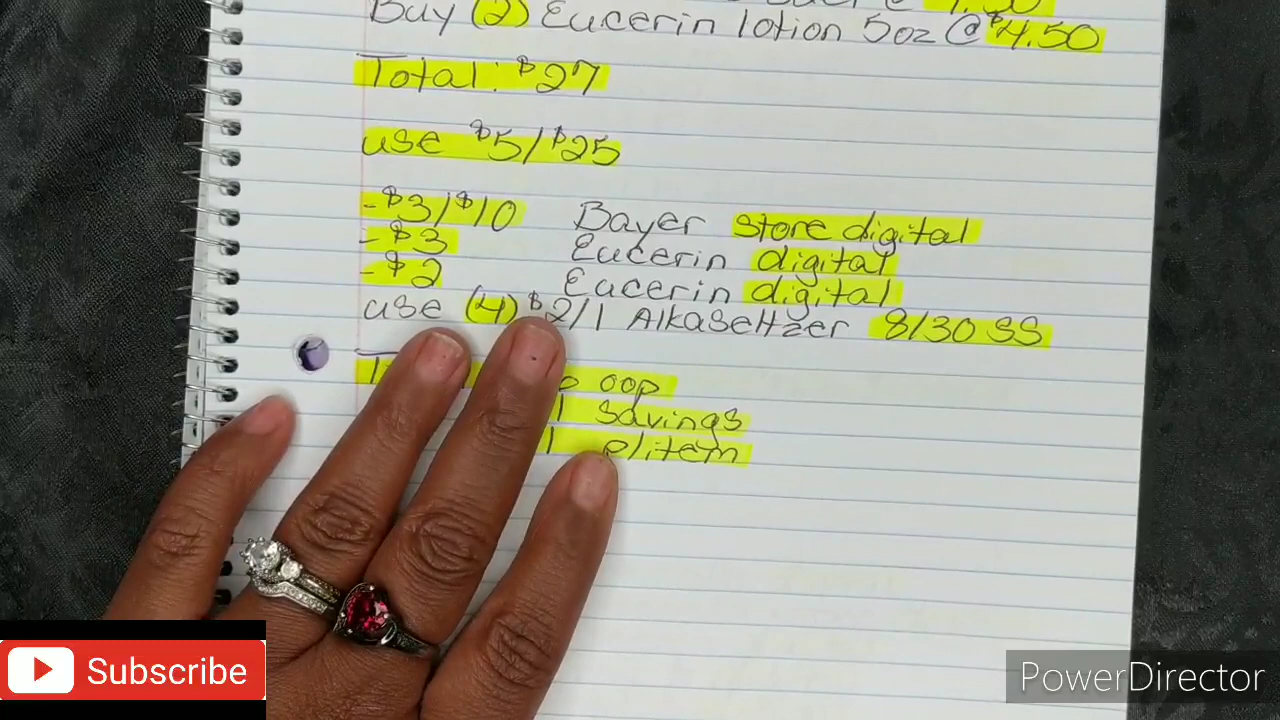 Buy (2) Eucerin lotion 5oz @ $4.50
Total: $27
use $5/$25
-$3/$10 Bayer store digital
-$3 Eucerin digital
-$2 Eucerin digital
use (4) $2/1 AlkaSeltzer 8/30 SS
oop
savings
p/item
Subscribe
PowerDirector